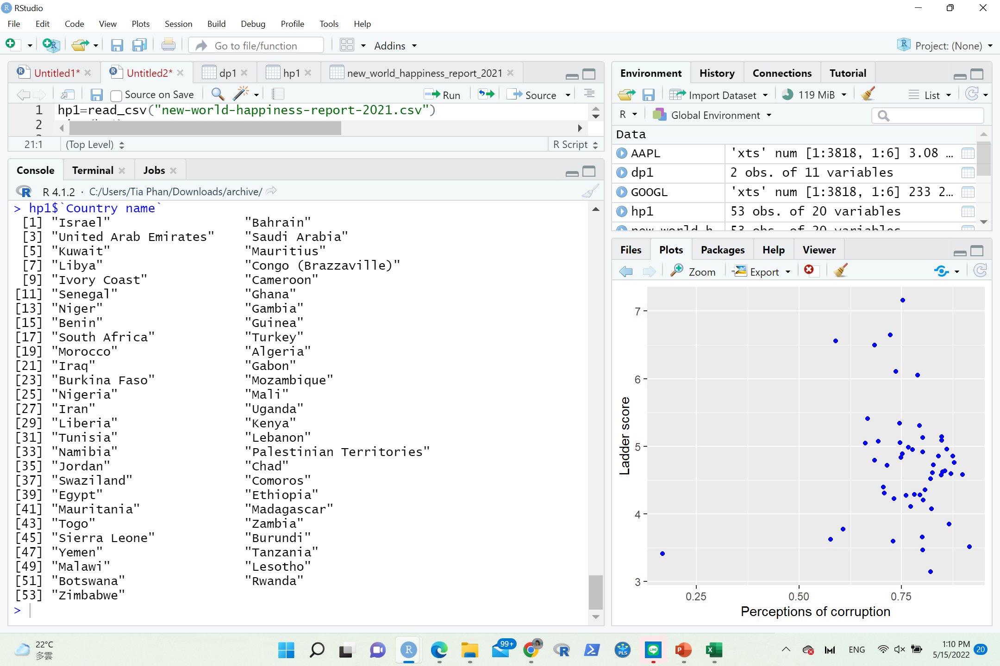 RStudio
File Edit Code View Plots Session Build Debug Profile Tools Help
Go to file/function Addins Project: (None)
Untitled1* Untitled2* dp1 hp1 new_world_happiness_report_2021
Source on Save Run Source
1 hp1=read_csv("new-world-happiness-report-2021.csv")
2
21:1 (Top Level) R Script
Console Terminal Jobs
R 4.1.2 · C:/Users/Tia Phan/Downloads/archive/
> hp1$`Country name`
[1] "Israel" "Bahrain"
[3] "United Arab Emirates" "Saudi Arabia"
[5] "Kuwait" "Mauritius"
[7] "Libya" "Congo (Brazzaville)"
[9] "Ivory Coast" "Cameroon"
[11] "Senegal" "Ghana"
[13] "Niger" "Gambia"
[15] "Benin" "Guinea"
[17] "South Africa" "Turkey"
[19] "Morocco" "Algeria"
[21] "Iraq" "Gabon"
[23] "Burkina Faso" "Mozambique"
[25] "Nigeria" "Mali"
[27] "Iran" "Uganda"
[29] "Liberia" "Kenya"
[31] "Tunisia" "Lebanon"
[33] "Namibia" "Palestinian Territories"
[35] "Jordan" "Chad"
[37] "Swaziland" "Comoros"
[39] "Egypt" "Ethiopia"
[41] "Mauritania" "Madagascar"
[43] "Togo" "Zambia"
[45] "Sierra Leone" "Burundi"
[47] "Yemen" "Tanzania"
[49] "Malawi" "Lesotho"
[51] "Botswana" "Rwanda"
[53] "Zimbabwe"
>
Environment History Connections Tutorial
Import Dataset 119 MiB List
R Global Environment
Data
AAPL 'xts' num [1:3818, 1:6] 3.08 …
dp1 2 obs. of 11 variables
GOOGL 'xts' num [1:3818, 1:6] 233 2…
hp1 53 obs. of 20 variables
new_world_h 53 obs. of 20 variables
Files Plots Packages Help Viewer
Zoom Export
7
6
5
4
3
Ladder score
0.25 0.50 0.75
Perceptions of corruption
22°C
多雲
99+
PLS
LINE
ENG
1:10 PM
5/15/2022
20